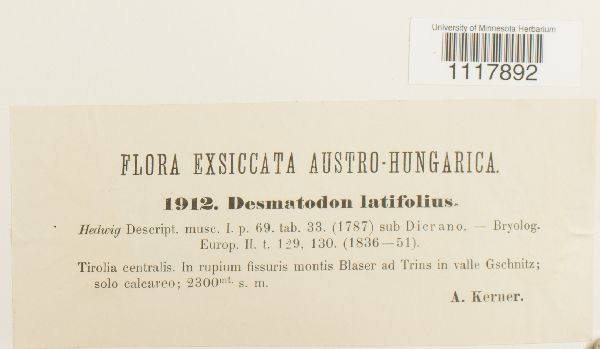 University of Minnesota Herbarium
1117892
FLORA EXSICCATA AUSTRO-HUNGARICA.
1912. Desmatodon latifolius.
Hedwig Descript. musc. I. p. 69. tab. 33. (1787) sub Dicrano. — Bryolog.
Europ. II. t. 129, 130. (1836—51).
Tirolia centralis. In rupium fissuris montis Blaser ad Trins in valle Gschnitz;
solo calcareo; 2300mt. s. m.
A. Kerner.